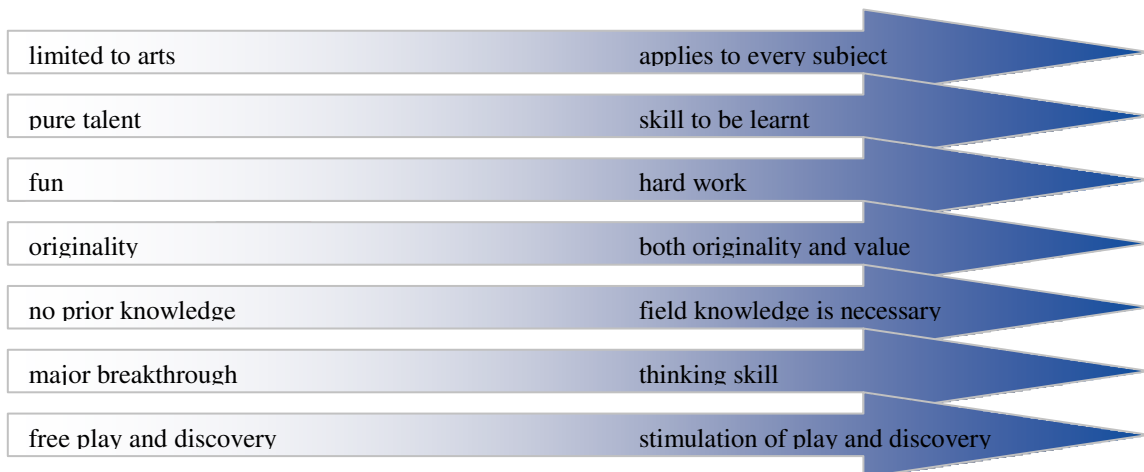 limited to arts applies to every subject
pure talent skill to be learnt
fun hard work
originality both originality and value
no prior knowledge field knowledge is necessary
major breakthrough thinking skill
free play and discovery stimulation of play and discovery